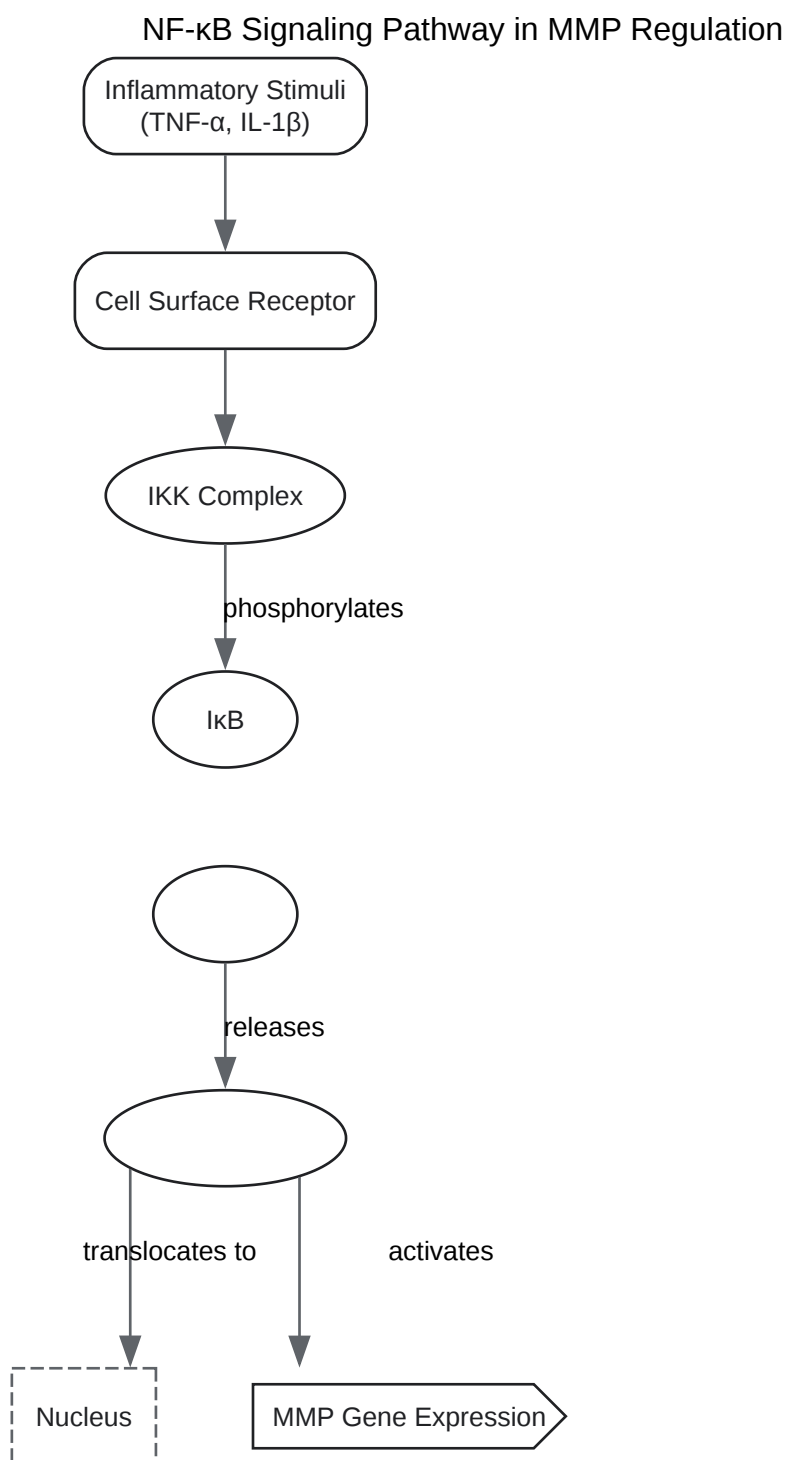 NF-κB Signaling Pathway in MMP Regulation
Inflammatory Stimuli
(TNF-α, IL-1β)
Cell Surface Receptor
IKK Complex
phosphorylates
IκB
releases
translocates to
activates
Nucleus
MMP Gene Expression